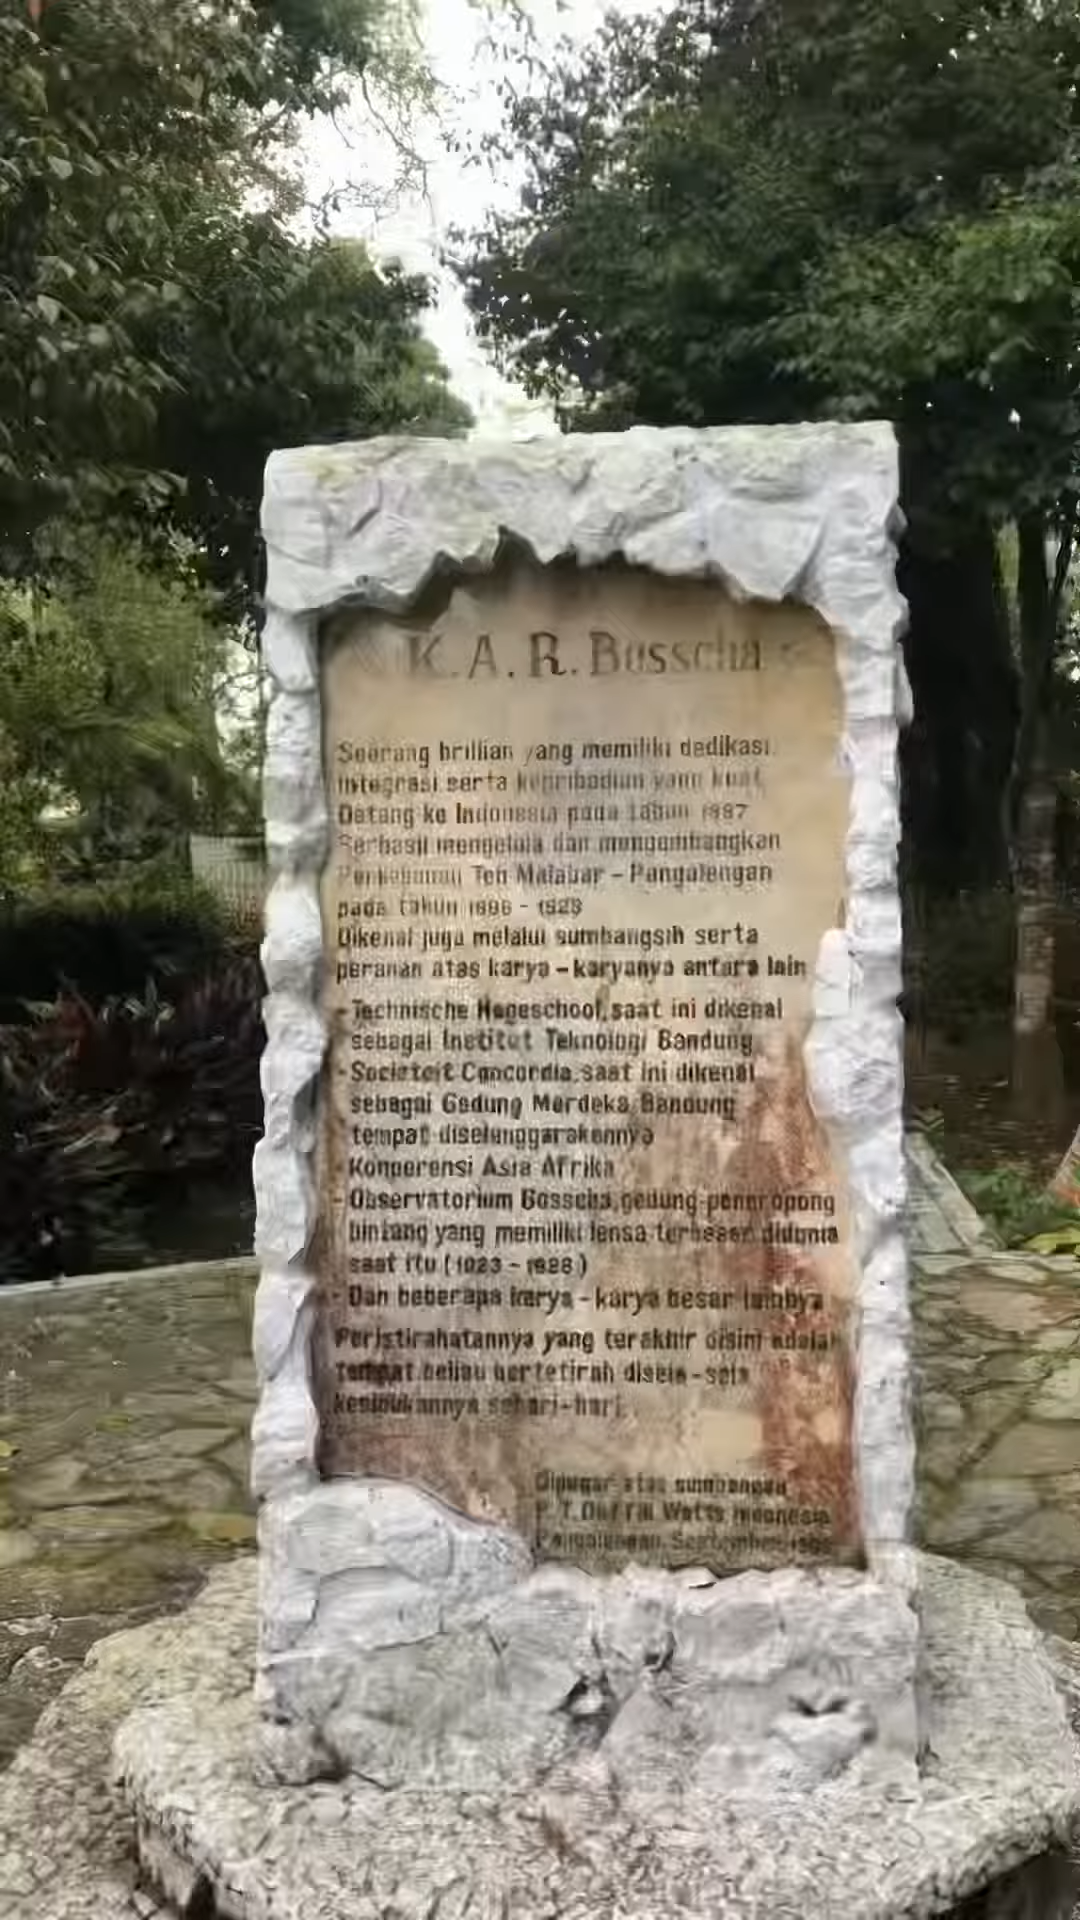 K. A. R. Bosscha
Seorang brillian yang memiliki dedikasi.
Integrasi serta kepribadian yang kuat.
Datang ke Indonesia pada tahun 1887
Berhasil mengelola dan mengembangkan
Perkebunan Teh Malabar - Pangalengan
pada tahun 1896 - 1928
Dikenal juga melalui sumbangsih serta
peranan atas karya - karyanya antara lain
- Technische Hogeschool, saat ini dikenal
sebagai Institut Teknologi Bandung
- Societeit Concordia, saat ini dikenal
sebagai Gedung Merdeka, Bandung
tempat diselenggarakannya
- Konperensi Asia Afrika
- Observatorium Bosscha, gedung peneropong
bintang yang memiliki lensa terbesar didunia
saat itu ( 1923 - 1928 )
- Dan beberapa karya - karya besar lainnya
Peristirahatannya yang terakhir disini adalah
tempat beliau bertetirah disela - sela
kesibukannya sehari - hari.
Dipugar atas sumbangan
P. T. Watts Indonesia
Pangalengan, September